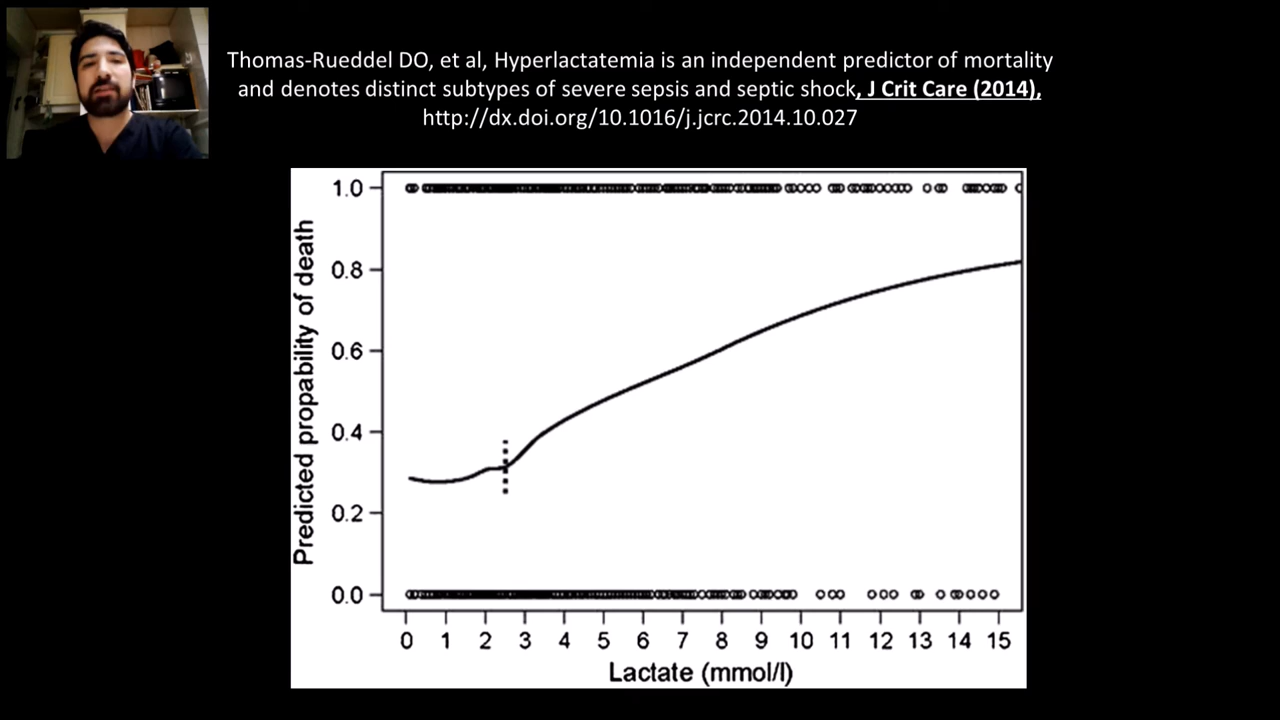 Thomas-Rueddel DO, et al, Hyperlactatemia is an independent predictor of mortality
and denotes distinct subtypes of severe sepsis and septic shock, J Crit Care (2014),
http://dx.doi.org/10.1016/j.jcrc.2014.10.027
Predicted propability of death
1.0
0.8
0.6
0.4
0.2
0.0
0 1 2 3 4 5 6 7 8 9 10 11 12 13 14 15
Lactate (mmol/l)